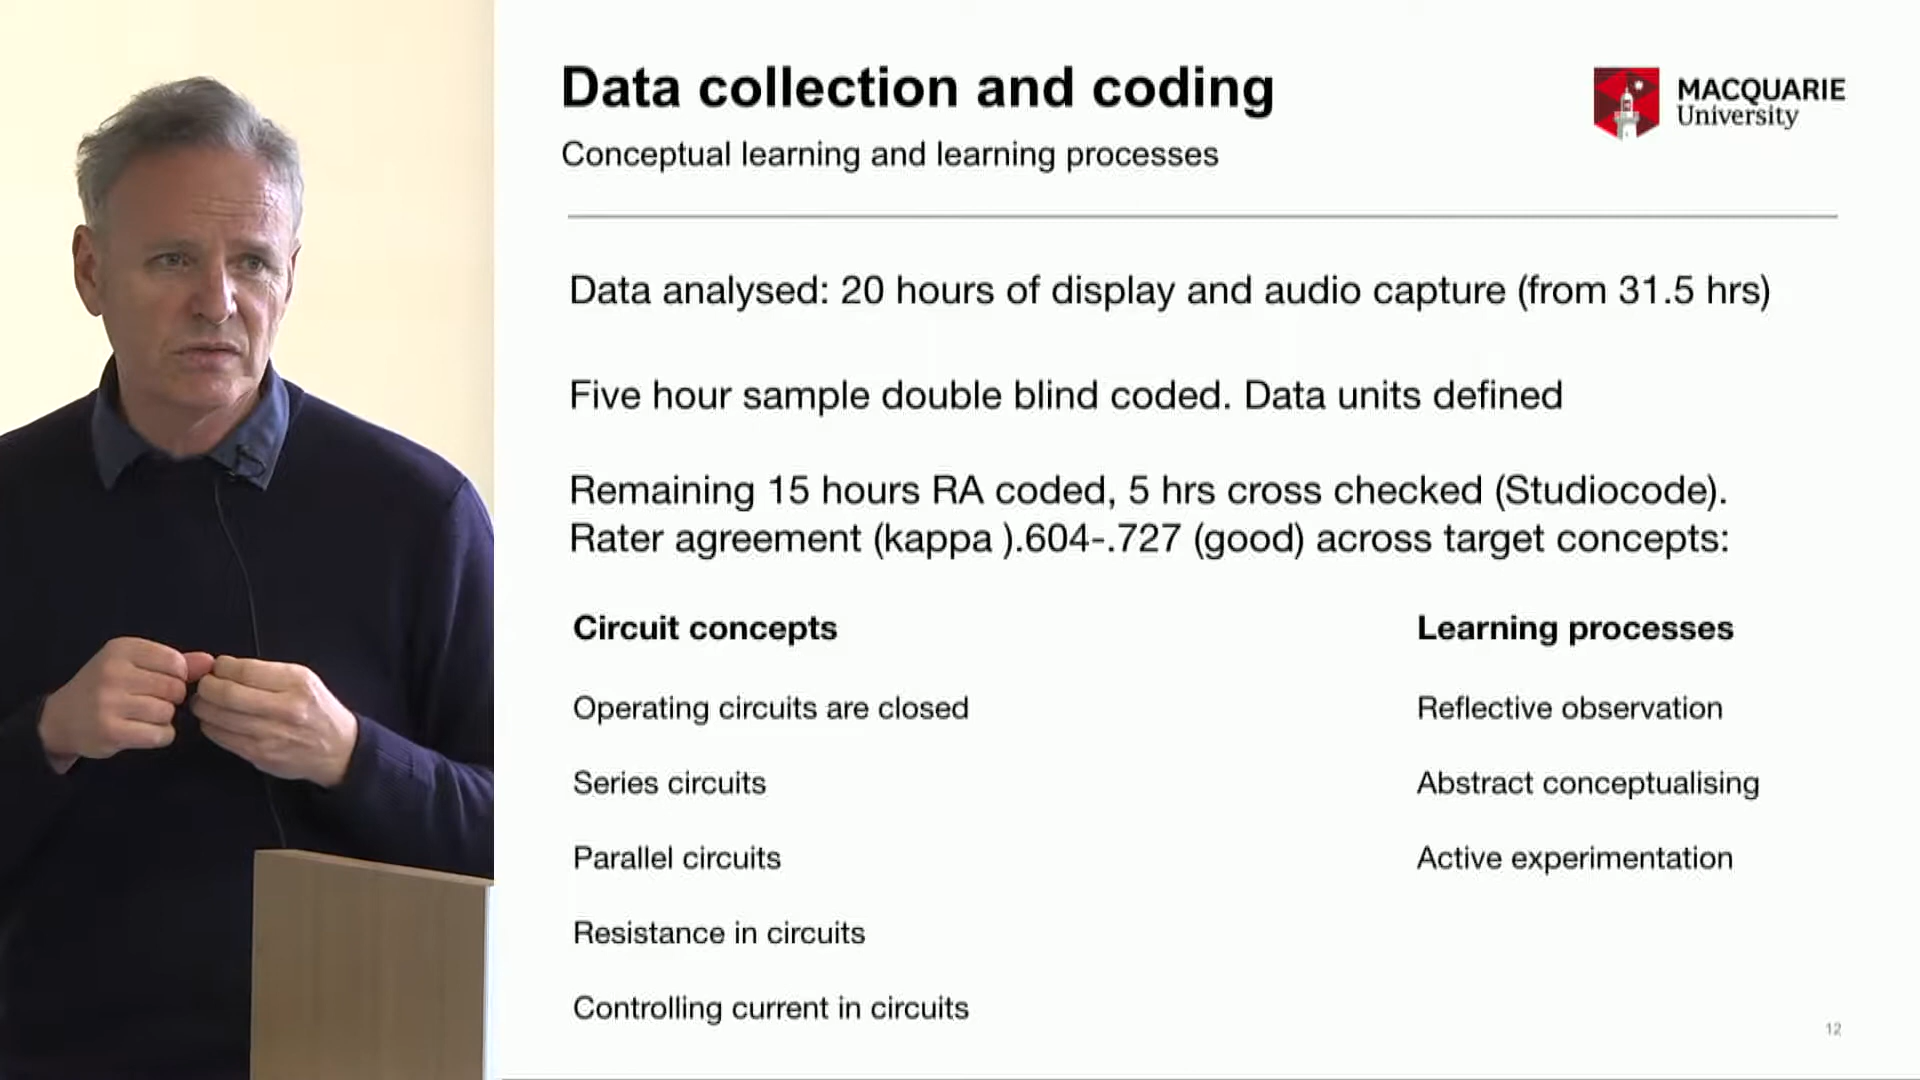 Data collection and coding
MACQUARIE
University
Conceptual learning and learning processes
Data analysed: 20 hours of display and audio capture (from 31.5 hrs)
Five hour sample double blind coded. Data units defined
Remaining 15 hours RA coded, 5 hrs cross checked (Studiocode).
Rater agreement (kappa ).604-.727 (good) across target concepts:
Circuit concepts
Operating circuits are closed
Series circuits
Parallel circuits
Resistance in circuits
Controlling current in circuits
Learning processes
Reflective observation
Abstract conceptualising
Active experimentation
12